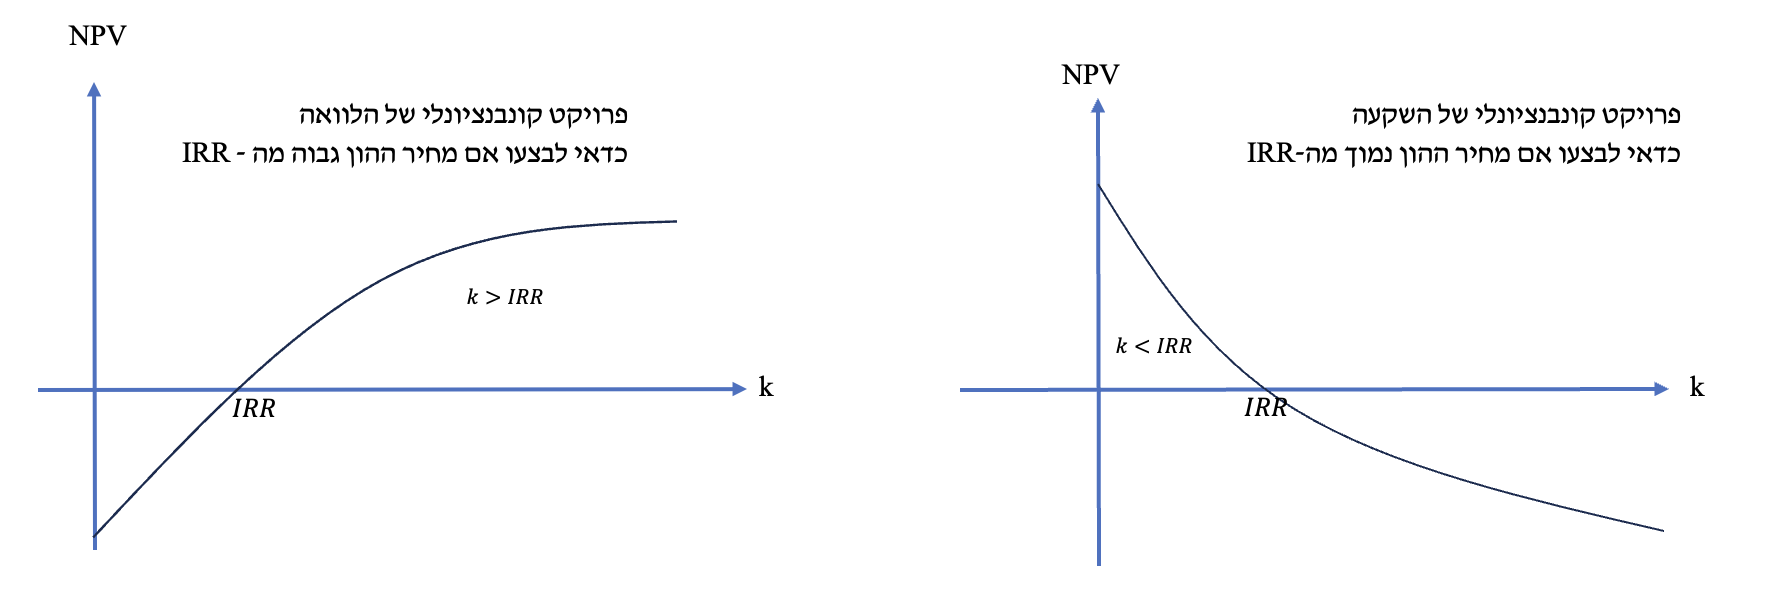 NPV
פרויקט קונבנציונלי של השקעה
כדאי לבצעו אם מחיר ההון נמוך מה-IRR
k < IRR
IRR
k
NPV
פרויקט קונבנציונלי של הלוואה
כדאי לבצעו אם מחיר ההון גבוה מה - IRR
k > IRR
IRR
k